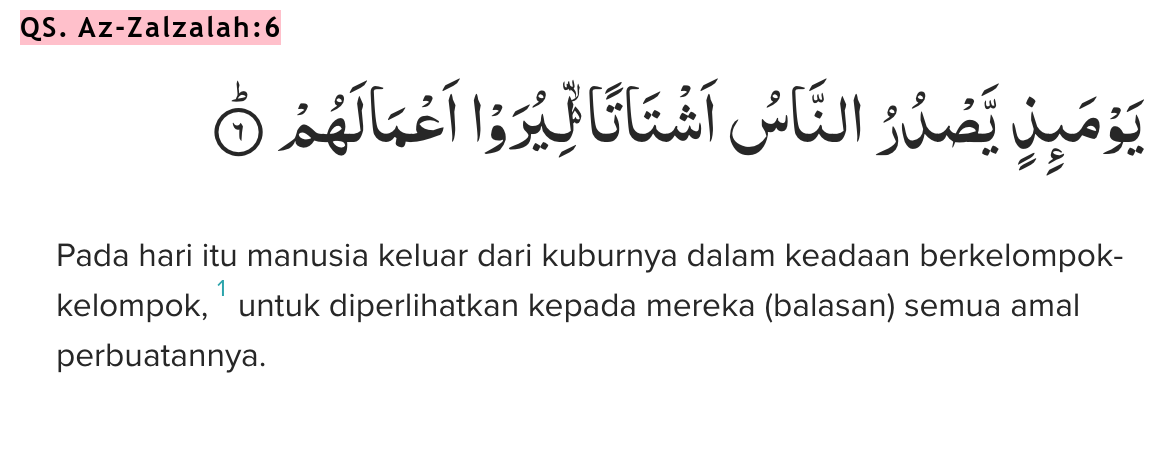 QS. Az-Zalzalah:6
يَوْمَىِٕذٍ يَّصْدُرُ النَّاسُ اَشْتَاتًا ەۙ لِّيُرَوْا اَعْمَالَهُمْۗ ٦
Pada hari itu manusia keluar dari kuburnya dalam keadaan berkelompok-
kelompok, 1 untuk diperlihatkan kepada mereka (balasan) semua amal
perbuatannya.